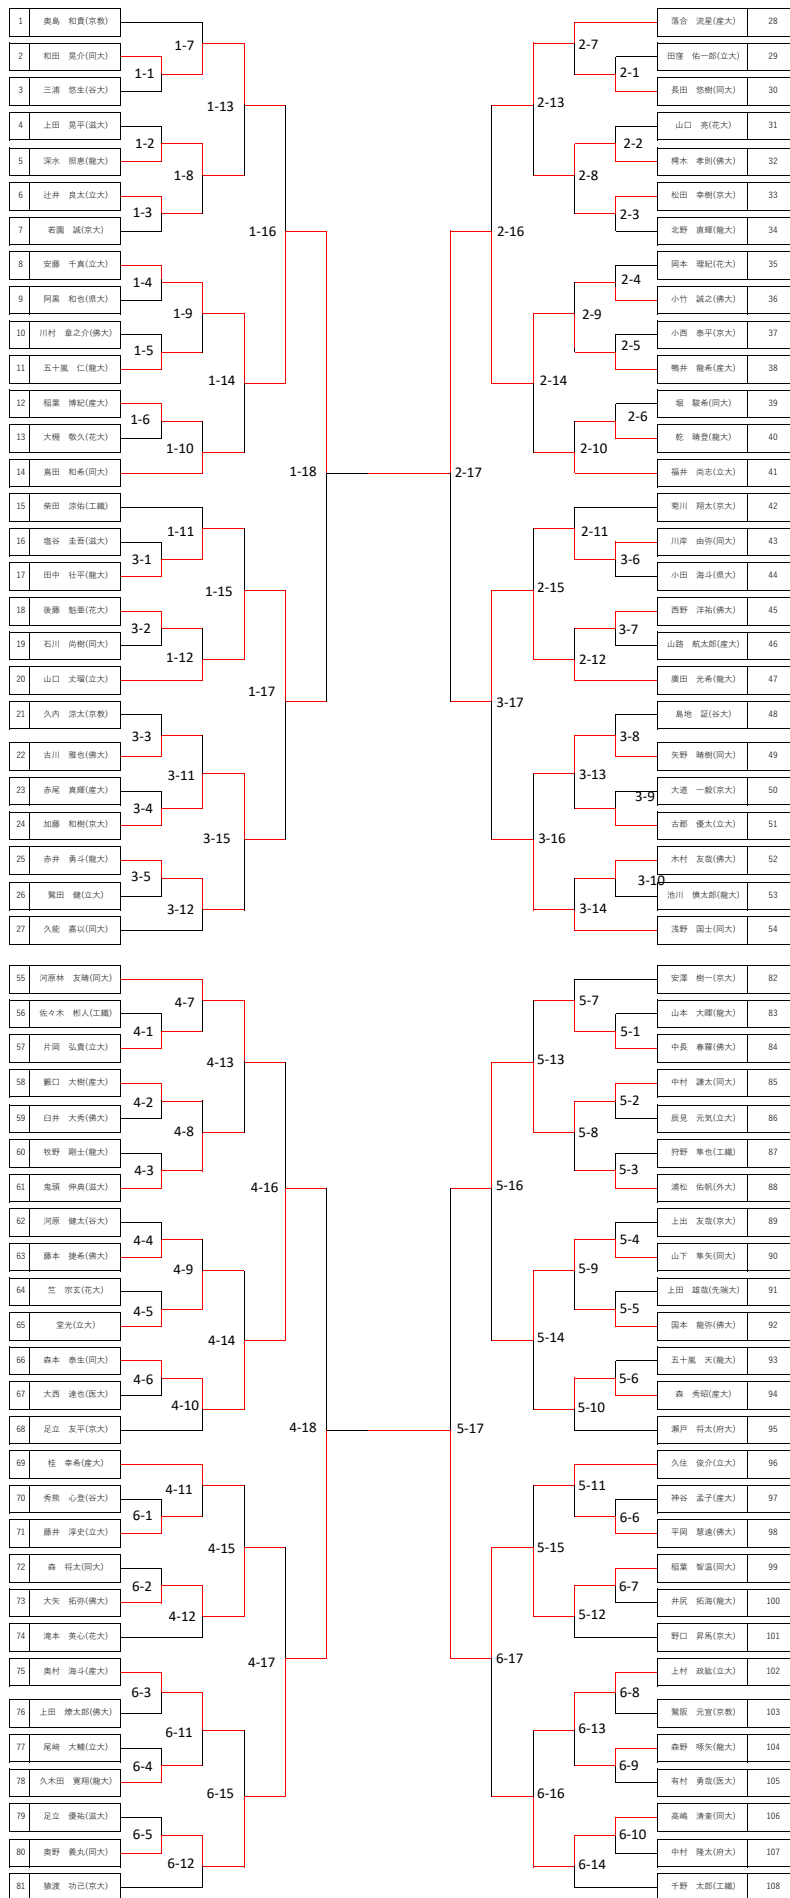 1 奥島 和貴(京教)
2 和田 晃介(同大)
3 三浦 悠生(谷大)
4 上田 晃平(滋大)
5 深水 照恵(龍大)
6 辻井 良太(立大)
7 若園 誠(京大)
8 安藤 千真(立大)
9 阿黒 和也(県大)
10 川村 章之介(佛大)
11 五十嵐 仁(龍大)
12 稲葉 博紀(産大)
13 大槻 敬久(花大)
14 嶌田 和希(同大)
15 柴田 涼佑(工繊)
16 塩谷 圭吾(滋大)
17 田中 壮平(龍大)
18 後藤 魁亜(花大)
19 石川 尚樹(同大)
20 山口 丈瑠(立大)
21 久内 涼太(京教)
22 古川 雅也(佛大)
23 赤尾 真輝(産大)
24 加藤 和樹(京大)
25 赤井 勇斗(龍大)
26 鷲田 健(立大)
27 久能 嘉以(同大)
1-7
1-1
1-13
1-2
1-8
1-3
1-16
1-4
1-9
1-5
1-14
1-6
1-10
1-18
1-11
3-1
1-15
3-2
1-12
1-17
3-3
3-11
3-4
3-15
3-5
3-12
落合 流星(産大) 28
田窪 佑一郎(立大) 29
長田 悠樹(同大) 30
山口 亮(花大) 31
樗木 孝則(佛大) 32
松田 幸樹(京大) 33
北野 直輝(龍大) 34
岡本 理紀(花大) 35
小竹 誠之(佛大) 36
小西 泰平(京大) 37
鴨井 龍希(産大) 38
堀 駿希(同大) 39
乾 晴登(龍大) 40
福井 尚志(立大) 41
菊川 翔太(京大) 42
川岸 由弥(同大) 43
小田 海斗(県大) 44
西野 洋祐(佛大) 45
山路 航太郎(産大) 46
廣田 光希(龍大) 47
島地 証(谷大) 48
矢野 晴樹(同大) 49
大道 一毅(京大) 50
古郡 優太(立大) 51
木村 友哉(佛大) 52
池川 慎太郎(龍大) 53
浅野 国士(同大) 54
2-7
2-1
2-13
2-2
2-8
2-3
2-16
2-4
2-9
2-5
2-14
2-6
2-10
2-17
2-11
3-6
2-15
3-7
2-12
3-17
3-8
3-13
3-9
3-16
3-10
3-14
55 河原林 友晴(同大)
56 佐々木 彬人(工繊)
57 片岡 弘貴(立大)
58 籔口 大樹(産大)
59 臼井 大秀(佛大)
60 牧野 剛士(龍大)
61 鬼頭 伸典(滋大)
62 河原 健太(谷大)
63 藤本 捷希(佛大)
64 竺 宗玄(花大)
65 堂光(立大)
66 森本 泰生(同大)
67 大西 達也(医大)
68 足立 友平(京大)
69 桂 幸希(産大)
70 秀熊 心登(谷大)
71 藤井 淳史(立大)
72 森 将太(同大)
73 大矢 拓弥(佛大)
74 滝本 英心(花大)
75 奥村 海斗(産大)
76 上田 燎太郎(佛大)
77 尾﨑 大輔(立大)
78 久木田 寛翔(龍大)
79 足立 優祐(滋大)
80 奥野 義丸(同大)
81 猿渡 功己(京大)
4-7
4-1
4-13
4-2
4-8
4-3
4-16
4-4
4-9
4-5
4-14
4-6
4-10
4-18
4-11
6-1
4-15
6-2
4-12
4-17
6-3
6-11
6-4
6-15
6-5
6-12
安澤 樹一(京大) 82
山本 大暉(龍大) 83
中長 春羅(佛大) 84
中村 謙太(同大) 85
辰見 元気(立大) 86
狩野 隼也(工繊) 87
浦松 佑帆(外大) 88
上出 友哉(京大) 89
山下 隼矢(同大) 90
上田 雄哉(先端大) 91
国本 龍弥(佛大) 92
五十嵐 天(龍大) 93
森 秀昭(産大) 94
瀬戸 将太(府大) 95
久住 俊介(立大) 96
神谷 孟子(産大) 97
平岡 慧遠(佛大) 98
稲葉 智温(同大) 99
井尻 拓海(龍大) 100
野口 昇馬(京大) 101
上村 政紘(立大) 102
鷲阪 元宣(京教) 103
森野 啄矢(龍大) 104
有村 勇哉(医大) 105
高嶋 清奎(同大) 106
中村 隆太(府大) 107
千野 太郎(工繊) 108
5-7
5-1
5-13
5-2
5-8
5-3
5-16
5-4
5-9
5-5
5-14
5-6
5-10
5-17
5-11
6-6
5-15
6-7
5-12
6-17
6-8
6-13
6-9
6-16
6-10
6-14